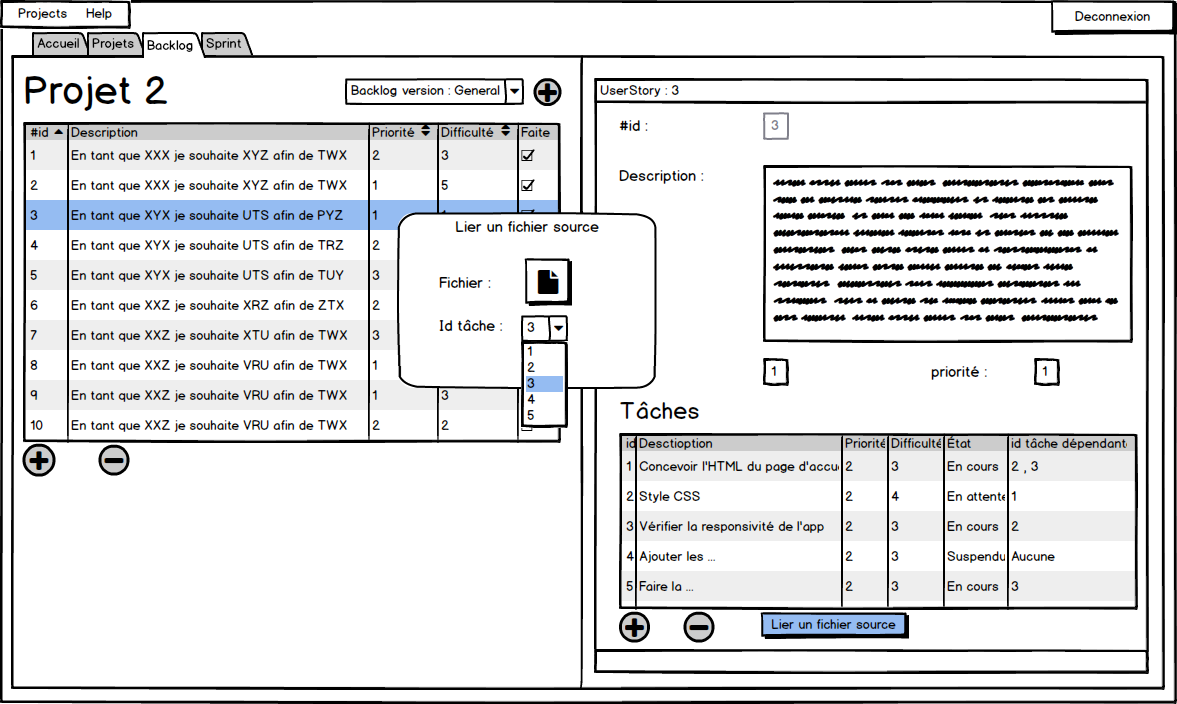 Projects Help
Deconnexion
Accueil Projets Backlog Sprint
Projet 2
Backlog version : General
#id Description Priorité Difficulté Faite
1 En tant que XXX je souhaite XYZ afin de TWX 2 3
2 En tant que XXX je souhaite XYZ afin de TWX 1 5
3 En tant que XYX je souhaite UTS afin de PYZ 1
4 En tant que XYX je souhaite UTS afin de TRZ 2
5 En tant que XYX je souhaite UTS afin de TUY 3
6 En tant que XXZ je souhaite XRZ afin de ZTX 2
7 En tant que XXZ je souhaite XTU afin de TWX 3
8 En tant que XXZ je souhaite VRU afin de TWX 1
9 En tant que XXZ je souhaite VRU afin de TWX 1 3
10 En tant que XXZ je souhaite VRU afin de TWX 2 2
Lier un fichier source
Fichier :
Id tâche : 3
1
2
3
4
5
UserStory : 3
#id : 3
Description :
1 priorité : 1
Tâches
id Desctioption Priorité Difficulté État id tâche dépendant
1 Concevoir l'HTML du page d'accu 2 3 En cours 2 , 3
2 Style CSS 2 4 En attente 1
3 Vérifier la responsivité de l'app 2 3 En cours 2
4 Ajouter les ... 2 3 Suspendu Aucune
5 Faire la ... 2 3 En cours 3
Lier un fichier source